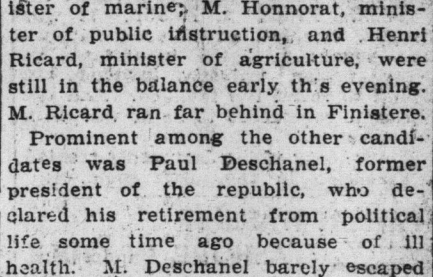 ister of marine; M. Honnorat, minis-
ter of public instruction, and Henri
Ricard, minister of agriculture, were
still in the balance early th's evening.
M. Ricard ran far behind in Finistere.
Prominent among the other candi-
dates was Paul Deschanel, former
president of the republic, who de-
clared his retirement from political
life some time ago because of ill
health. M. Deschanel barely escaped